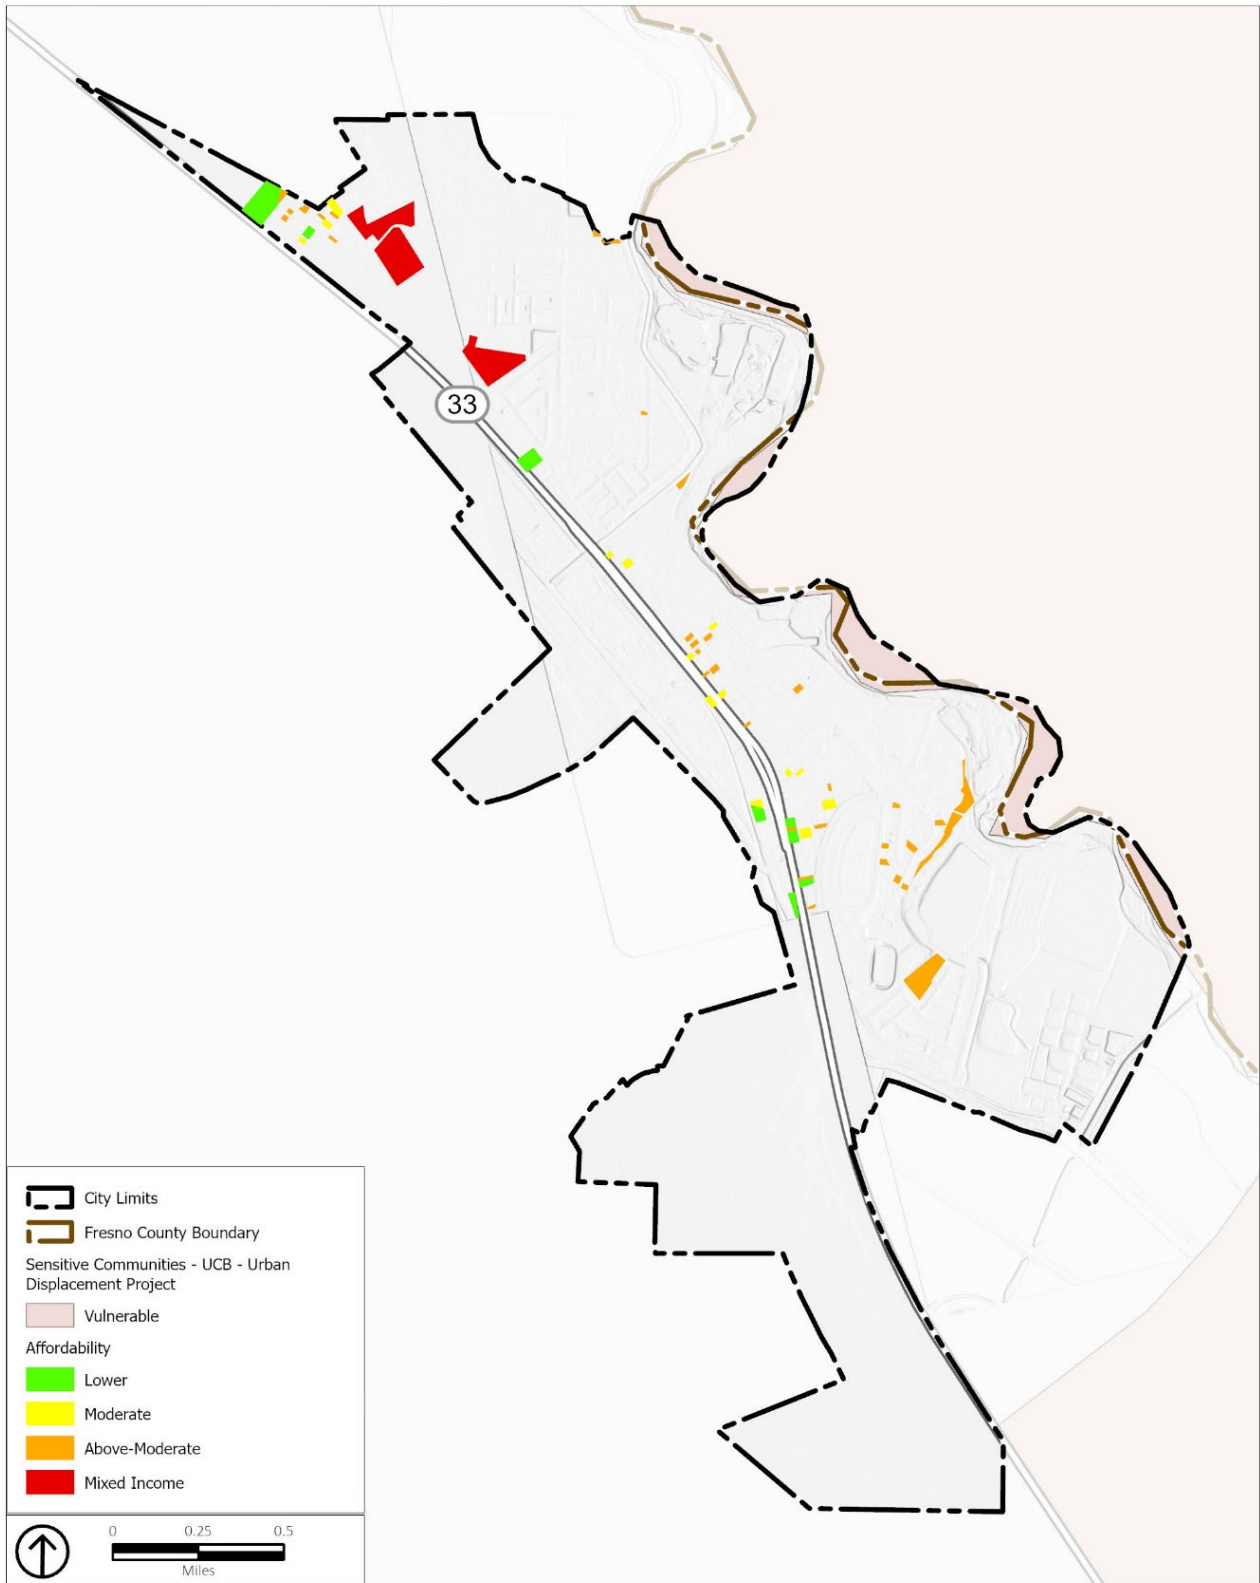 33
City Limits
Fresno County Boundary
Sensitive Communities - UCB - Urban
Displacement Project
Vulnerable
Affordability
Lower
Moderate
Above-Moderate
Mixed Income
0 0.25 0.5
Miles